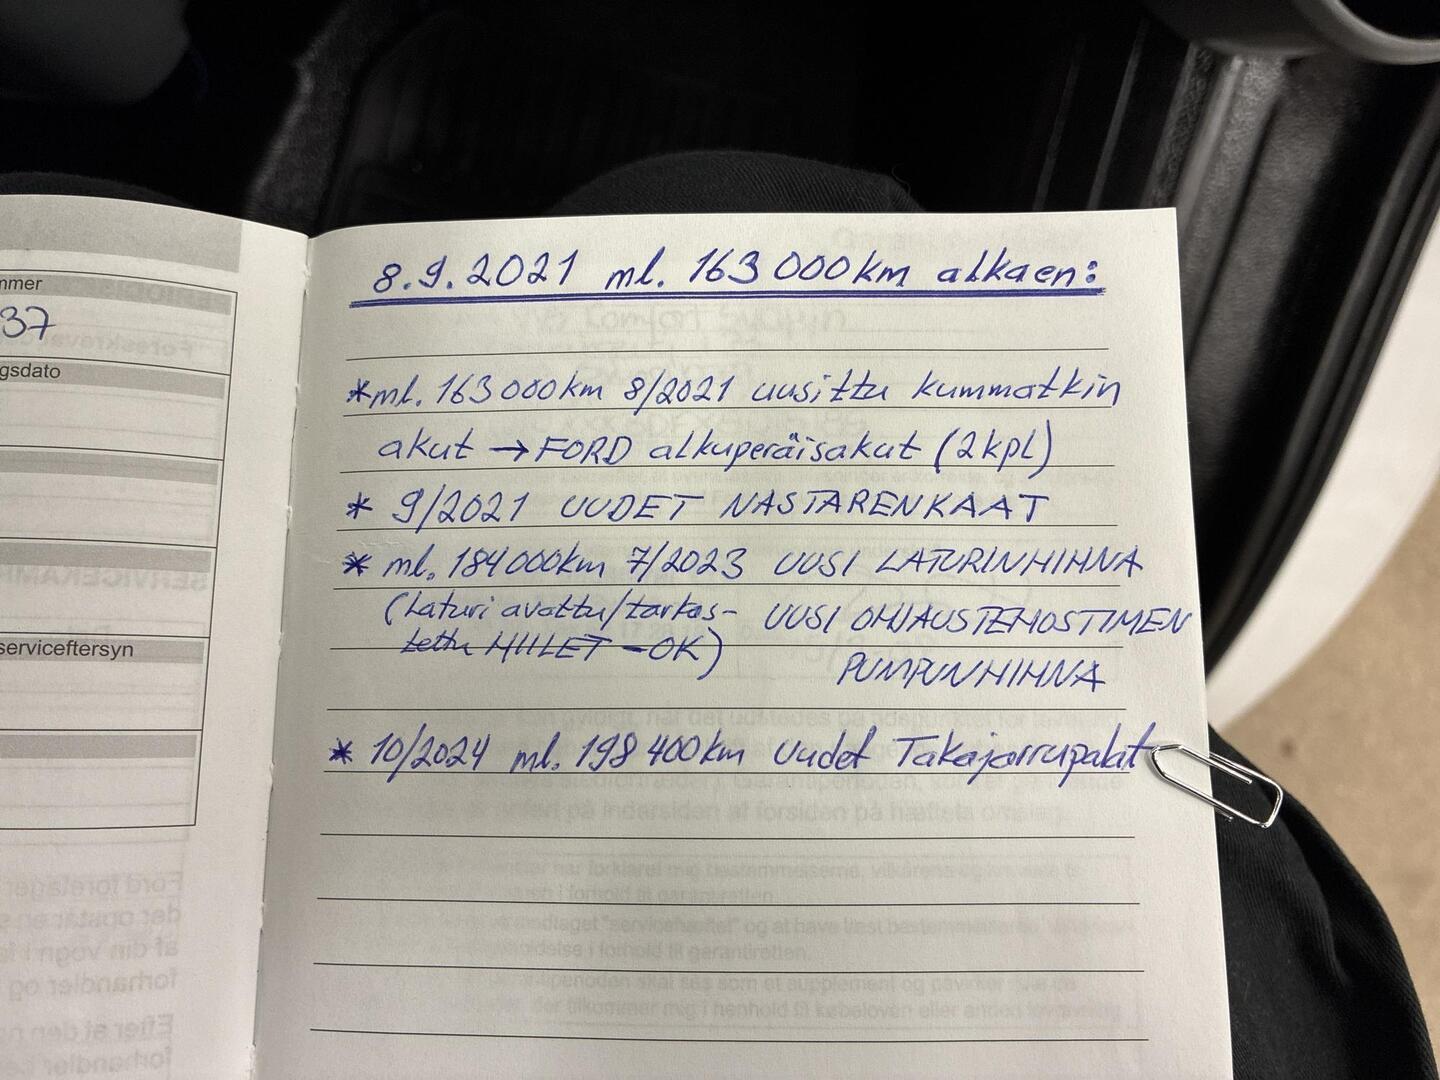 mmer
37
gsdato
serviceftersyn
8.9.2021 ml. 163 000km alkaen:
*ml. 163 000km 8/2021 uusittu kummatkin
akut → FORD alkuperäisakut (2kpl)
* 9/2021 UUDET NASTARENKAAT
* ml. 184 000km 7/2023 UUSI LATURINHIHNA
(Laturi avattu/tarkas- UUSI OHJAUSTEHOSTIMEN
tettu HIILET -OK) PUMPUNHIHNA
* 10/2024 ml. 198 400km Uudet Takajarrupalat